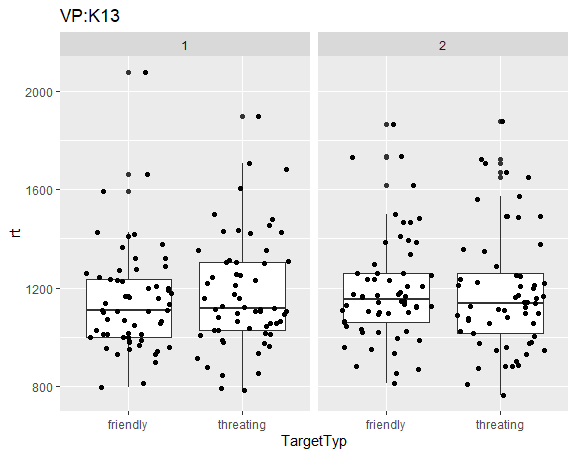 VP:K13
1 2
2000
1600
1200
800
rt
friendly threating friendly threating
TargetTyp